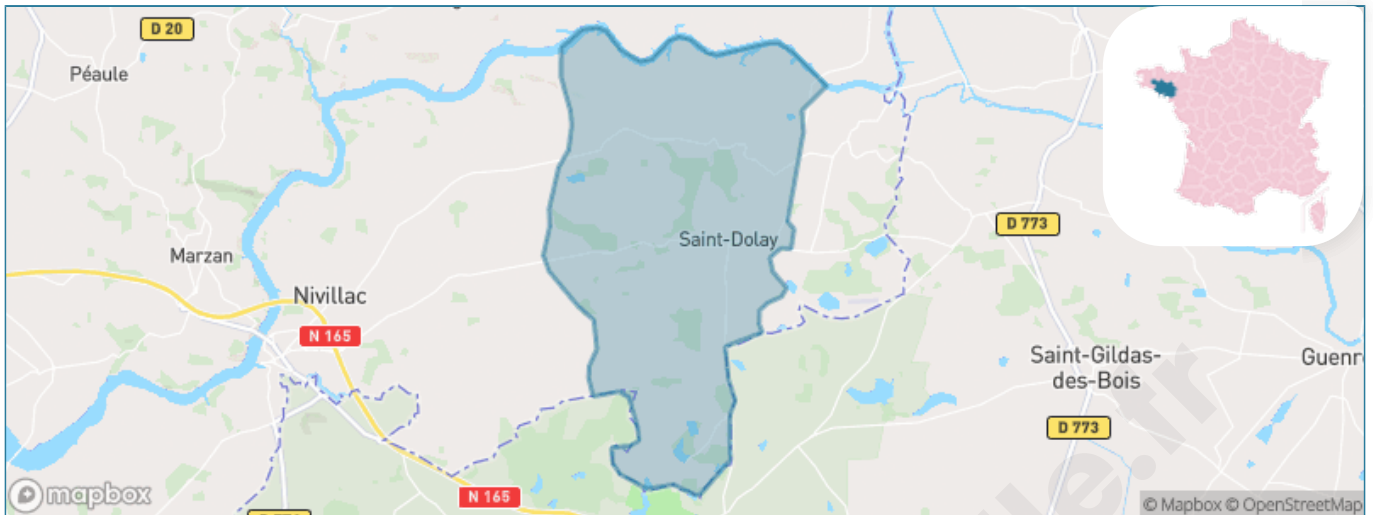 D 20
Péaule
D 773
Saint-Dolay
Marzan
Nivillac
N 165
Saint-Gildas-
des-Bois
Guenr
D 773
N 165
mapbox
© Mapbox © OpenStreetMap